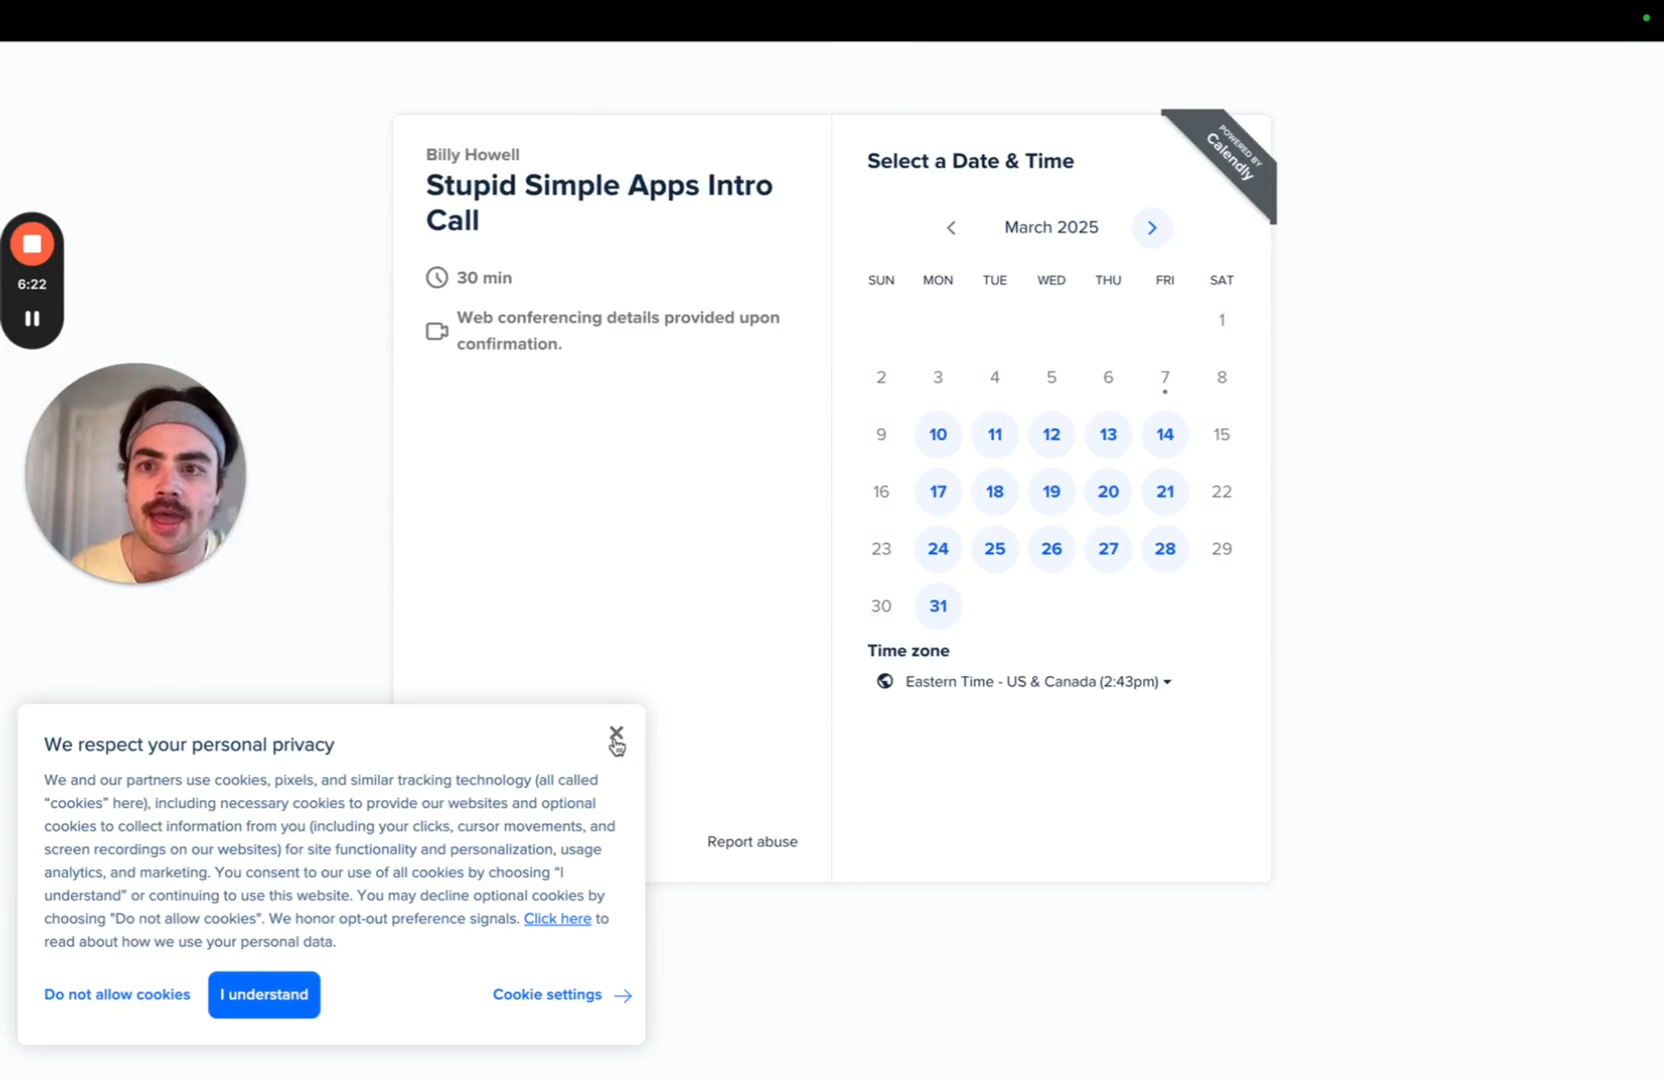 6:22
Billy Howell
Stupid Simple Apps Intro
Call
30 min
Web conferencing details provided upon
confirmation.
POWERED BY
Calendly
Select a Date & Time
March 2025
SUN MON TUE WED THU FRI SAT
1
2 3 4 5 6 7 8
9 10 11 12 13 14 15
16 17 18 19 20 21 22
23 24 25 26 27 28 29
30 31
Time zone
Eastern Time - US & Canada (2:43pm)
Report abuse
We respect your personal privacy
We and our partners use cookies, pixels, and similar tracking technology (all called
“cookies” here), including necessary cookies to provide our websites and optional
cookies to collect information from you (including your clicks, cursor movements, and
screen recordings on our websites) for site functionality and personalization, usage
analytics, and marketing. You consent to our use of all cookies by choosing “I
understand” or continuing to use this website. You may decline optional cookies by
choosing "Do not allow cookies". We honor opt-out preference signals. Click here to
read about how we use your personal data.
Do not allow cookies
I understand
Cookie settings